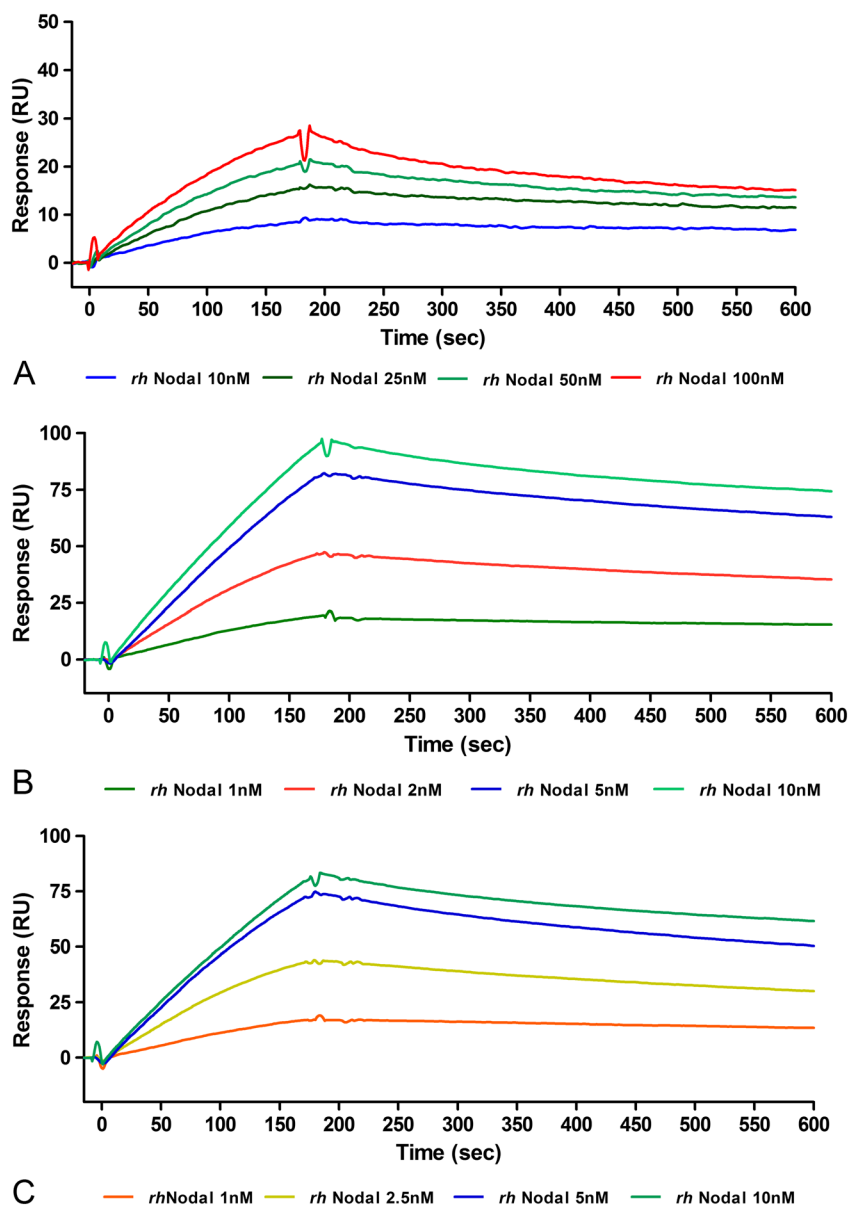 50
40
30
20
10
0
Response (RU)
0 50 100 150 200 250 300 350 400 450 500 550 600
Time (sec)
A
rh Nodal 10nM rh Nodal 25nM rh Nodal 50nM rh Nodal 100nM
100
75
50
25
0
Response (RU)
0 50 100 150 200 250 300 350 400 450 500 550 600
Time (sec)
B
rh Nodal 1nM rh Nodal 2nM rh Nodal 5nM rh Nodal 10nM
100
75
50
25
0
Response (RU)
0 50 100 150 200 250 300 350 400 450 500 550 600
Time (sec)
C
rhNodal 1nM rh Nodal 2.5nM rh Nodal 5nM rh Nodal 10nM